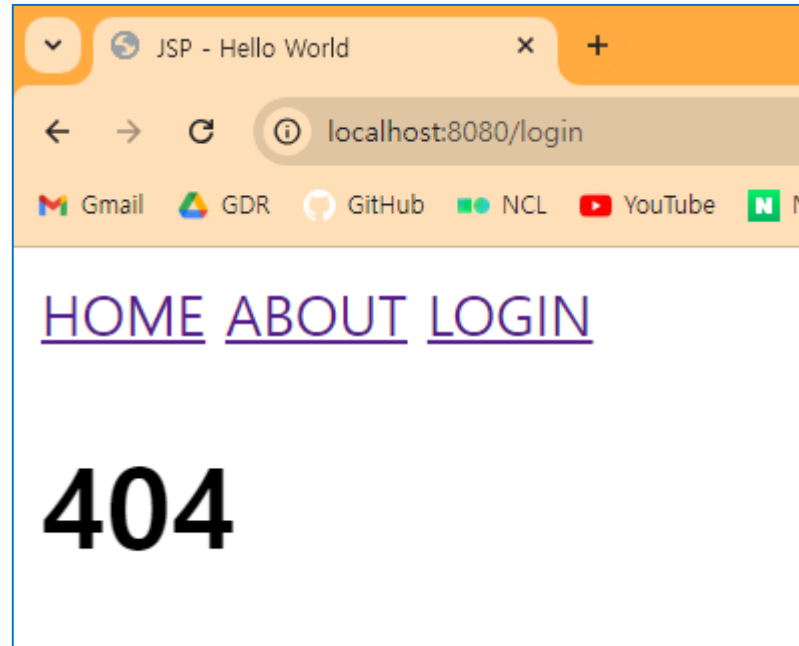 JSP - Hello World
localhost:8080/login
Gmail GDR GitHub NCL YouTube
HOME ABOUT LOGIN
404